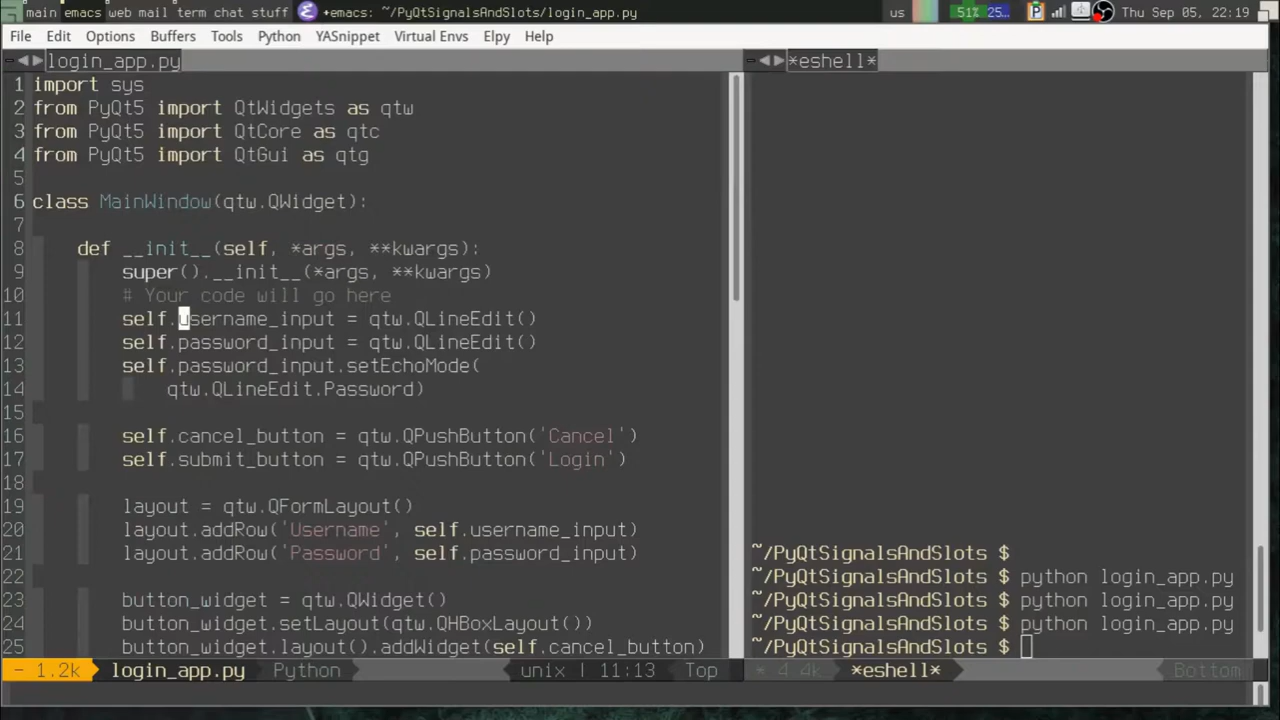 main emacs web mail term chat stuff +emacs: ~/PyQtSignalsAndSlots/login_app.py us 51% 25... P Thu Sep 05, 22:19
File Edit Options Buffers Tools Python YASnippet Virtual Envs Elpy Help
login_app.py
1 import sys
2 from PyQt5 import QtWidgets as qtw
3 from PyQt5 import QtCore as qtc
4 from PyQt5 import QtGui as qtg
5
6 class MainWindow(qtw.QWidget):
7
8 def __init__(self, *args, **kwargs):
9 super().__init__(*args, **kwargs)
10 # Your code will go here
11 self.username_input = qtw.QLineEdit()
12 self.password_input = qtw.QLineEdit()
13 self.password_input.setEchoMode(
14 qtw.QLineEdit.Password)
15
16 self.cancel_button = qtw.QPushButton('Cancel')
17 self.submit_button = qtw.QPushButton('Login')
18
19 layout = qtw.QFormLayout()
20 layout.addRow('Username', self.username_input)
21 layout.addRow('Password', self.password_input)
22
23 button_widget = qtw.QWidget()
24 button_widget.setLayout(qtw.QHBoxLayout())
25 button_widget.layout().addWidget(self.cancel_button)
- 1.2k login_app.py Python unix | 11:13 Top
*eshell*
~/PyQtSignalsAndSlots $
~/PyQtSignalsAndSlots $ python login_app.py
~/PyQtSignalsAndSlots $ python login_app.py
~/PyQtSignalsAndSlots $ python login_app.py
~/PyQtSignalsAndSlots $
* 4.4k *eshell* Bottom